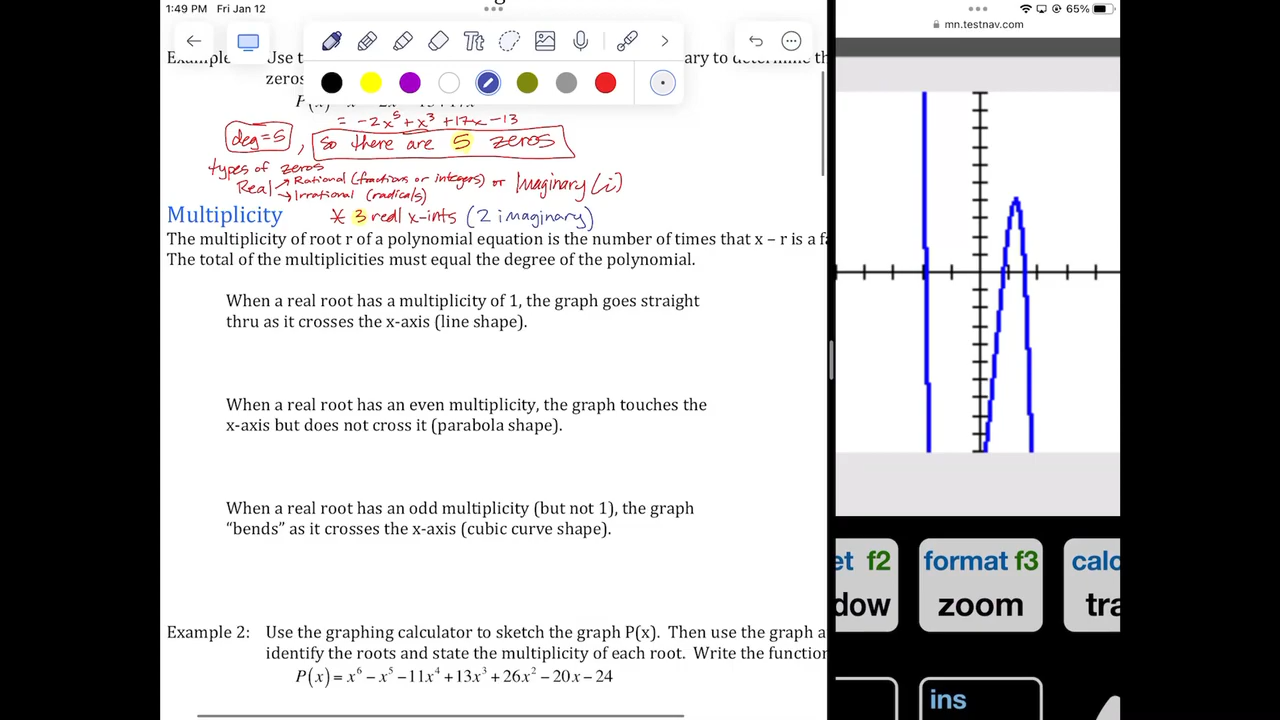 1:49 PM Fri Jan 12
65%
mn.testnav.com
Tt
Example
Use t
ary to determine th
zeros
= -2x⁵ + x³ + 17x - 13
deg = 5, So there are 5 zeros
types of zeros
Real → Rational (fractions or integers) or Imaginary (i)
→ Irrational (radicals)
Multiplicity
* 3 real x-ints (2 imaginary)
The multiplicity of root r of a polynomial equation is the number of times that x – r is a fa
The total of the multiplicities must equal the degree of the polynomial.
When a real root has a multiplicity of 1, the graph goes straight
thru as it crosses the x-axis (line shape).
When a real root has an even multiplicity, the graph touches the
x-axis but does not cross it (parabola shape).
When a real root has an odd multiplicity (but not 1), the graph
“bends” as it crosses the x-axis (cubic curve shape).
Example 2: Use the graphing calculator to sketch the graph P(x). Then use the graph a
identify the roots and state the multiplicity of each root. Write the function
P(x) = x⁶ − x⁵ − 11x⁴ + 13x³ + 26x² − 20x − 24
et f2
dow
format f3
zoom
calc
tra
ins